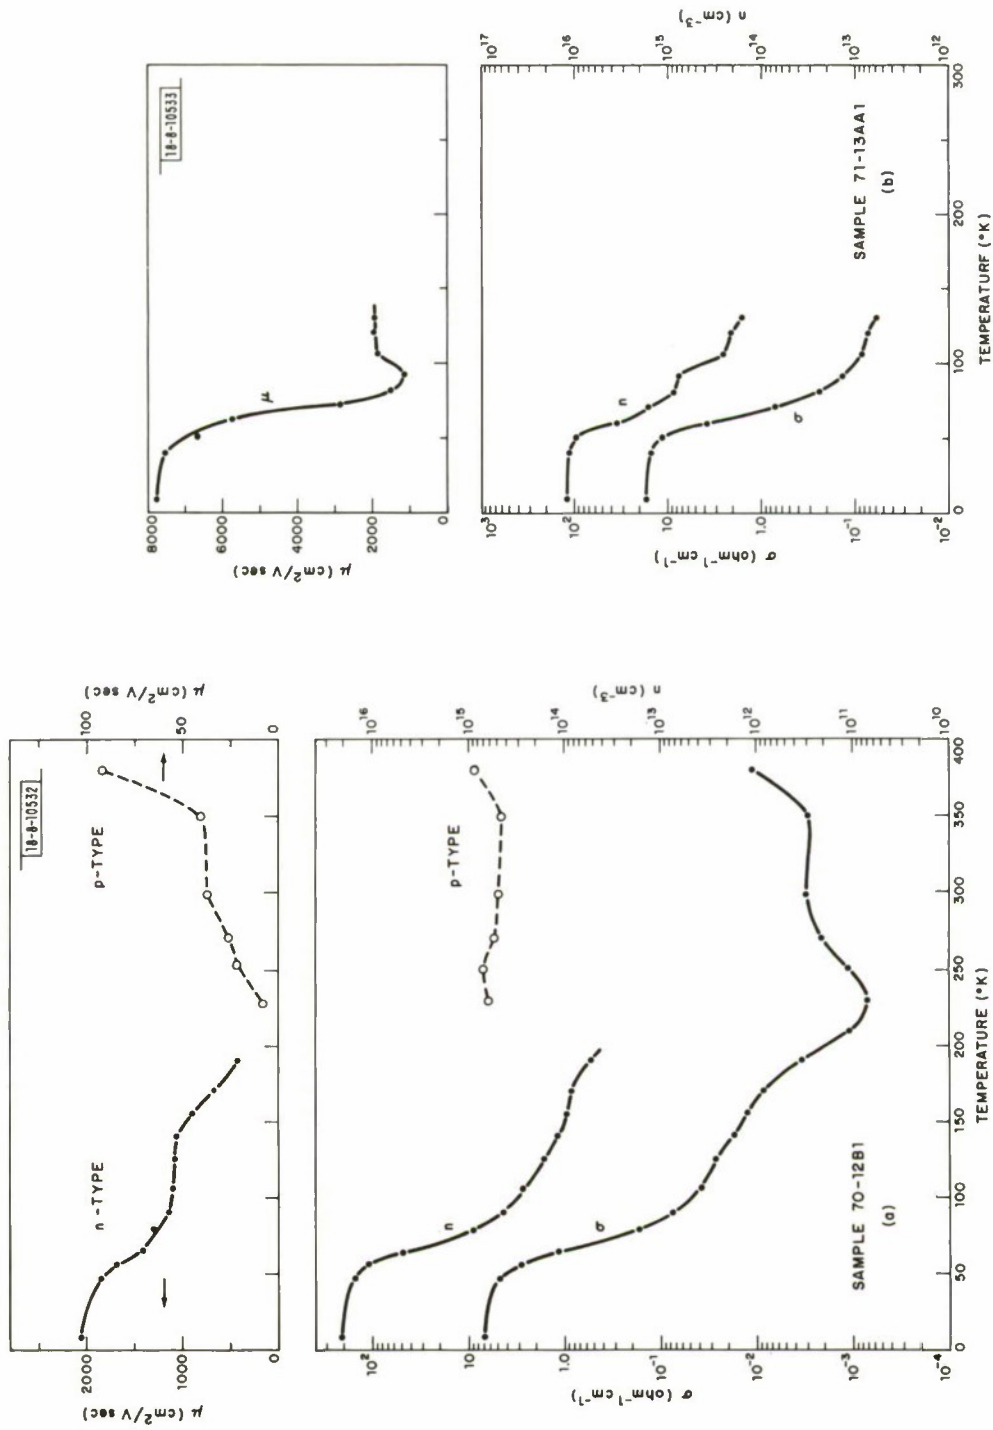 18-8-10532
μ (cm²/V sec)
2000
1000
0
n-TYPE
p-TYPE
100
50
0
μ (cm²/V sec)
σ (ohm⁻¹ cm⁻¹)
10²
10
1.0
10⁻¹
10⁻²
10⁻³
10⁻⁴
n
σ
p-TYPE
10¹⁶
10¹⁵
10¹⁴
10¹³
10¹²
10¹¹
10¹⁰
n (cm⁻³)
SAMPLE 70-12B1
(a)
0 50 100 150 200 250 300 350 400
TEMPERATURE (°K)
18-8-10533
μ (cm²/V sec)
8000
6000
4000
2000
0
μ
σ (ohm⁻¹ cm⁻¹)
10³
10²
10
1.0
10⁻¹
10⁻²
n
σ
10¹⁷
10¹⁶
10¹⁵
10¹⁴
10¹³
10¹²
n (cm⁻³)
SAMPLE 71-13AA1
(b)
0 100 200 300
TEMPERATURE (°K)